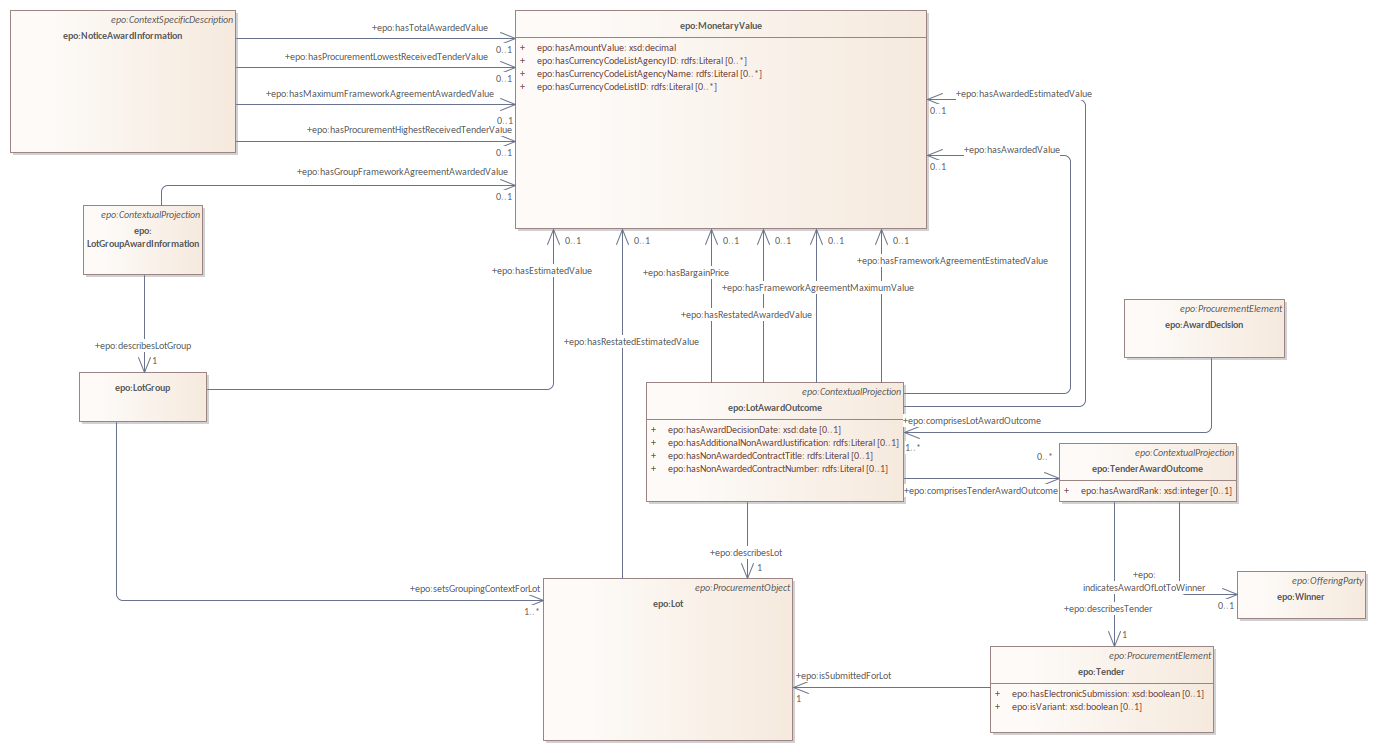 epo:ContextSpecificDescription
epo:NoticeAwardInformation
+epo:hasTotalAwardedValue
0..1
+epo:hasProcurementLowestReceivedTenderValue
0..1
+epo:hasMaximumFrameworkAgreementAwardedValue
0..1
+epo:hasProcurementHighestReceivedTenderValue
0..1
+epo:hasGroupFrameworkAgreementAwardedValue
0..1
epo:MonetaryValue
+ epo:hasAmountValue: xsd:decimal
+ epo:hasCurrencyCodeListAgencyID: rdfs:Literal [0..*]
+ epo:hasCurrencyCodeListAgencyName: rdfs:Literal [0..*]
+ epo:hasCurrencyCodeListID: rdfs:Literal [0..*]
+epo:hasAwardedEstimatedValue
0..1
+epo:hasAwardedValue
0..1
epo:ContextualProjection
epo:
LotGroupAwardInformation
0..1
0..1
0..1
0..1
0..1
0..1
+epo:hasEstimatedValue
+epo:hasBargainPrice
+epo:hasFrameworkAgreementEstimatedValue
+epo:hasFrameworkAgreementMaximumValue
+epo:hasRestatedAwardedValue
+epo:hasRestatedEstimatedValue
epo:ProcurementElement
epo:AwardDecision
+epo:describesLotGroup
1
epo:LotGroup
epo:ContextualProjection
epo:LotAwardOutcome
+ epo:hasAwardDecisionDate: xsd:date [0..1]
+ epo:hasAdditionalNonAwardJustification: rdfs:Literal [0..1]
+ epo:hasNonAwardedContractTitle: rdfs:Literal [0..1]
+ epo:hasNonAwardedContractNumber: rdfs:Literal [0..1]
+epo:comprisesLotAwardOutcome
1..*
0..*
+epo:comprisesTenderAwardOutcome
epo:ContextualProjection
epo:TenderAwardOutcome
+ epo:hasAwardRank: xsd:integer [0..1]
+epo:describesLot
1
+epo:setsGroupingContextForLot
1..*
epo:ProcurementObject
epo:Lot
+epo:
indicatesAwardOfLotToWinner
0..1
+epo:describesTender
1
epo:OfferingParty
epo:Winner
epo:ProcurementElement
epo:Tender
+ epo:hasElectronicSubmission: xsd:boolean [0..1]
+ epo:isVariant: xsd:boolean [0..1]
+epo:isSubmittedForLot
1